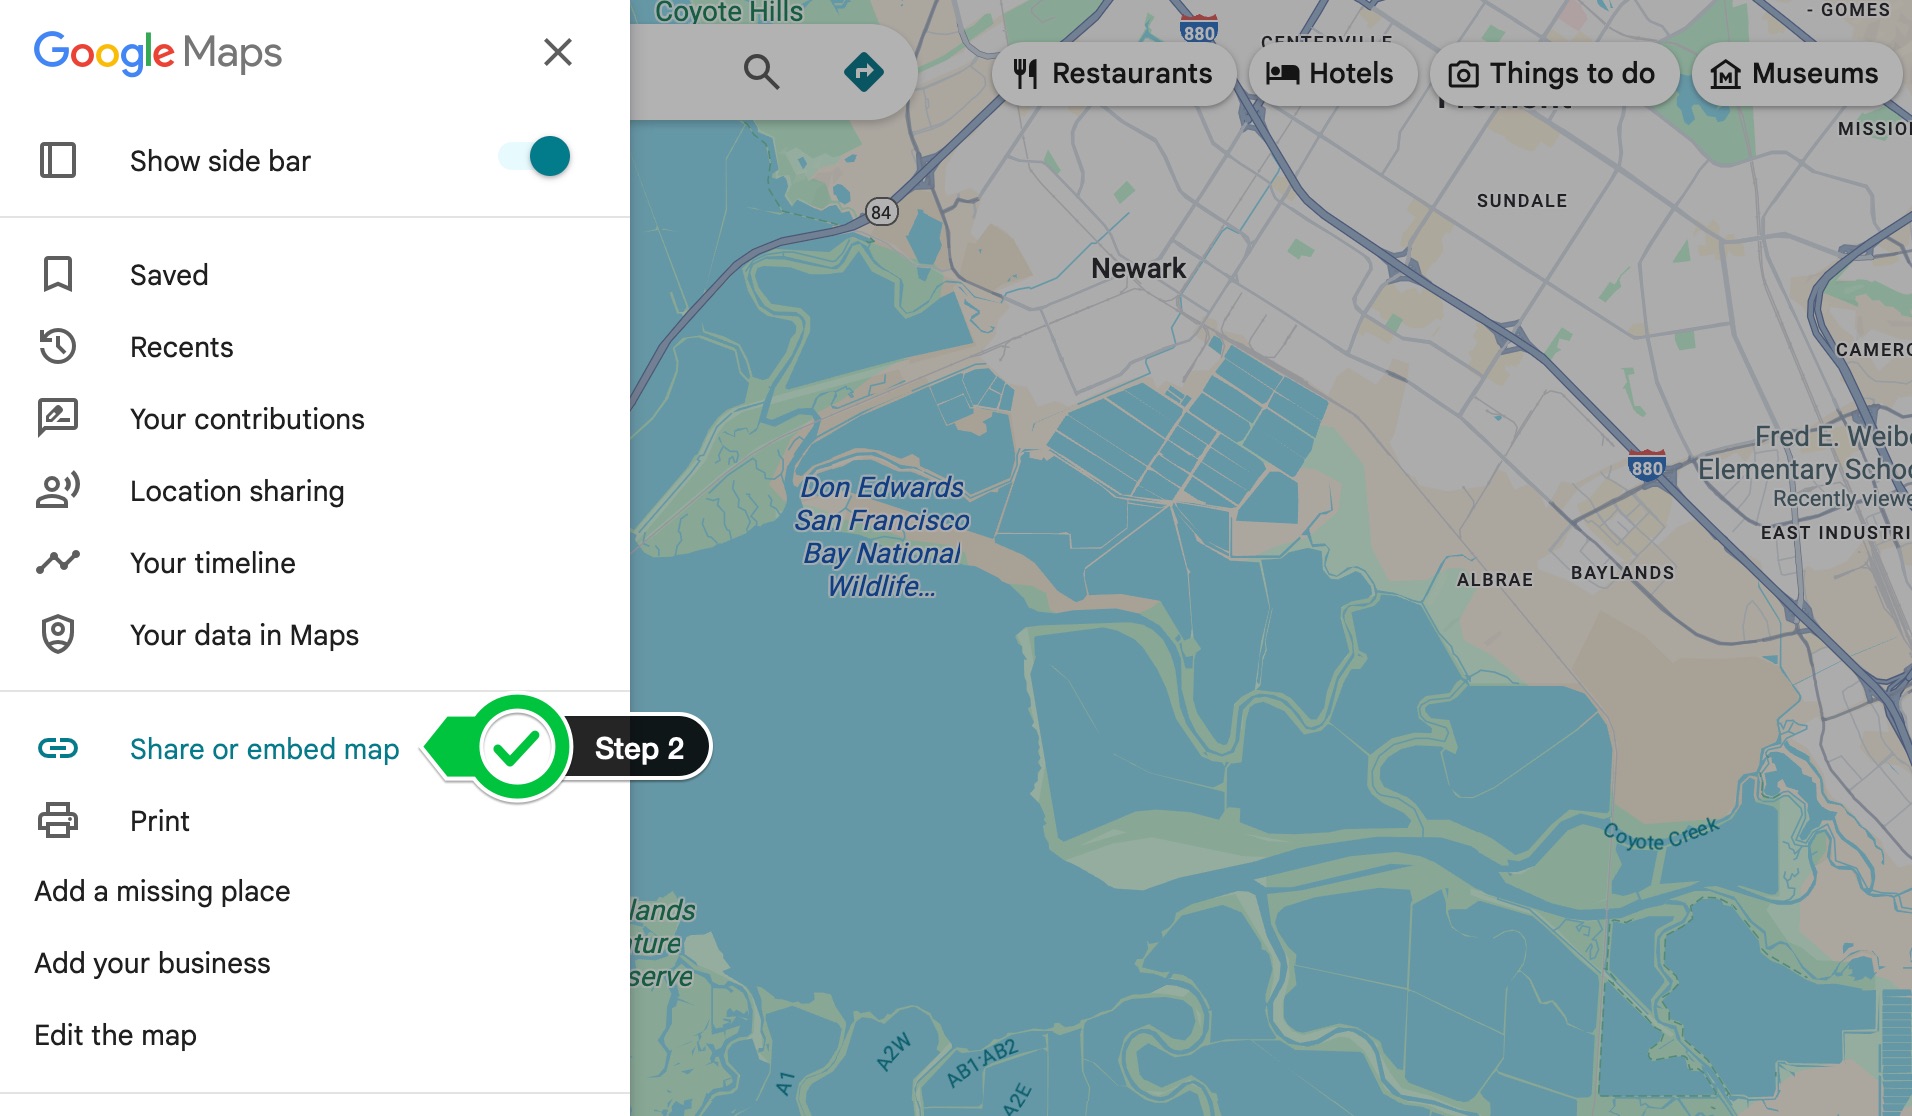 Google Maps
Show side bar
Saved
Recents
Your contributions
Location sharing
Your timeline
Your data in Maps
Share or embed map
Step 2
Print
Add a missing place
Add your business
Edit the map
Coyote Hills
880
CENTERVILLE
- GOMES
Restaurants
Hotels
Things to do
Museums
Fremont
MISSIO
84
SUNDALE
Newark
CAMERO
Fred E. Weibe
Elementary Schoo
Recently viewe
880
EAST INDUSTRI
Don Edwards
San Francisco
Bay National
Wildlife...
ALBRAE
BAYLANDS
Coyote Creek
lands
ture
serve
A2W
AB1:AB2
A1
A2E